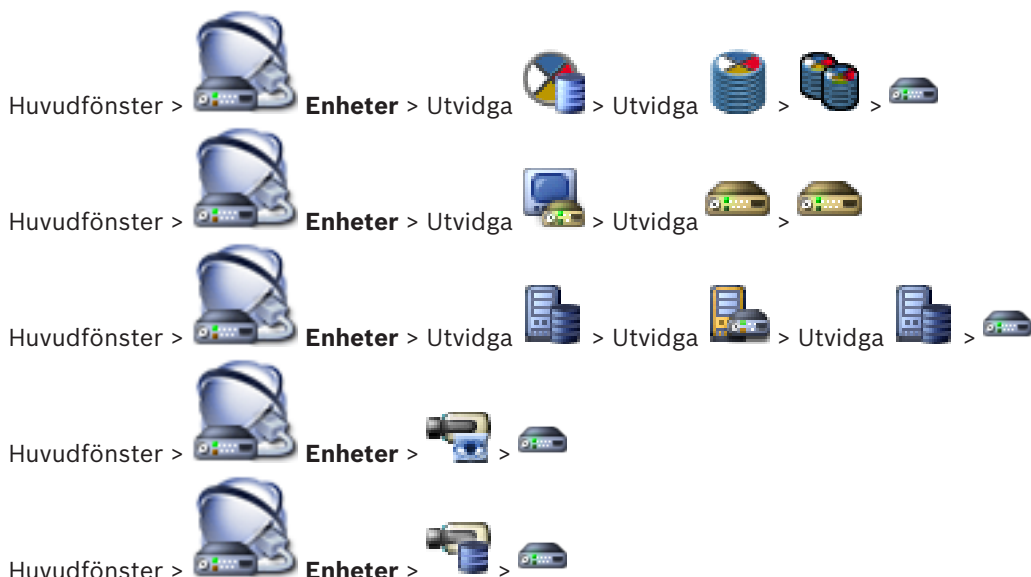 Huvudfönster > Enheter > Utvidga > Utvidga > >
Huvudfönster > Enheter > Utvidga > Utvidga >
Huvudfönster > Enheter > Utvidga > Utvidga > Utvidga >
Huvudfönster > Enheter > >
Huvudfönster > Enheter > >